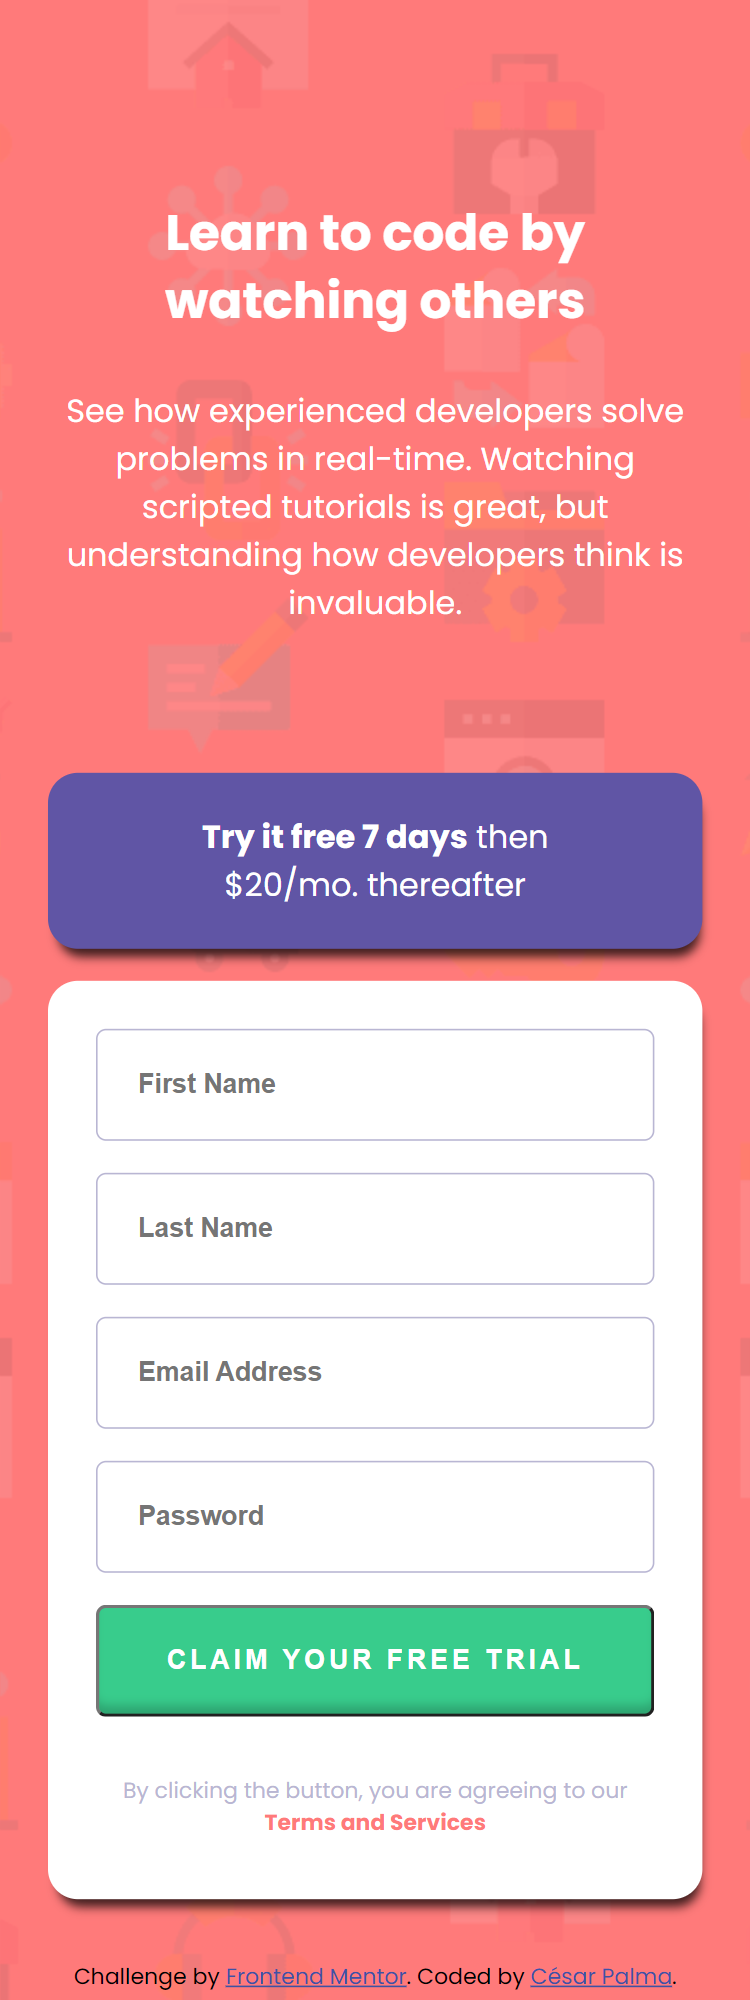 Learn to code by
watching others
See how experienced developers solve
problems in real-time. Watching
scripted tutorials is great, but
understanding how developers think is
invaluable.
Try it free 7 days then
$20/mo. thereafter
First Name
Last Name
Email Address
Password
CLAIM YOUR FREE TRIAL
By clicking the button, you are agreeing to our
Terms and Services
Challenge by Frontend Mentor. Coded by César Palma.